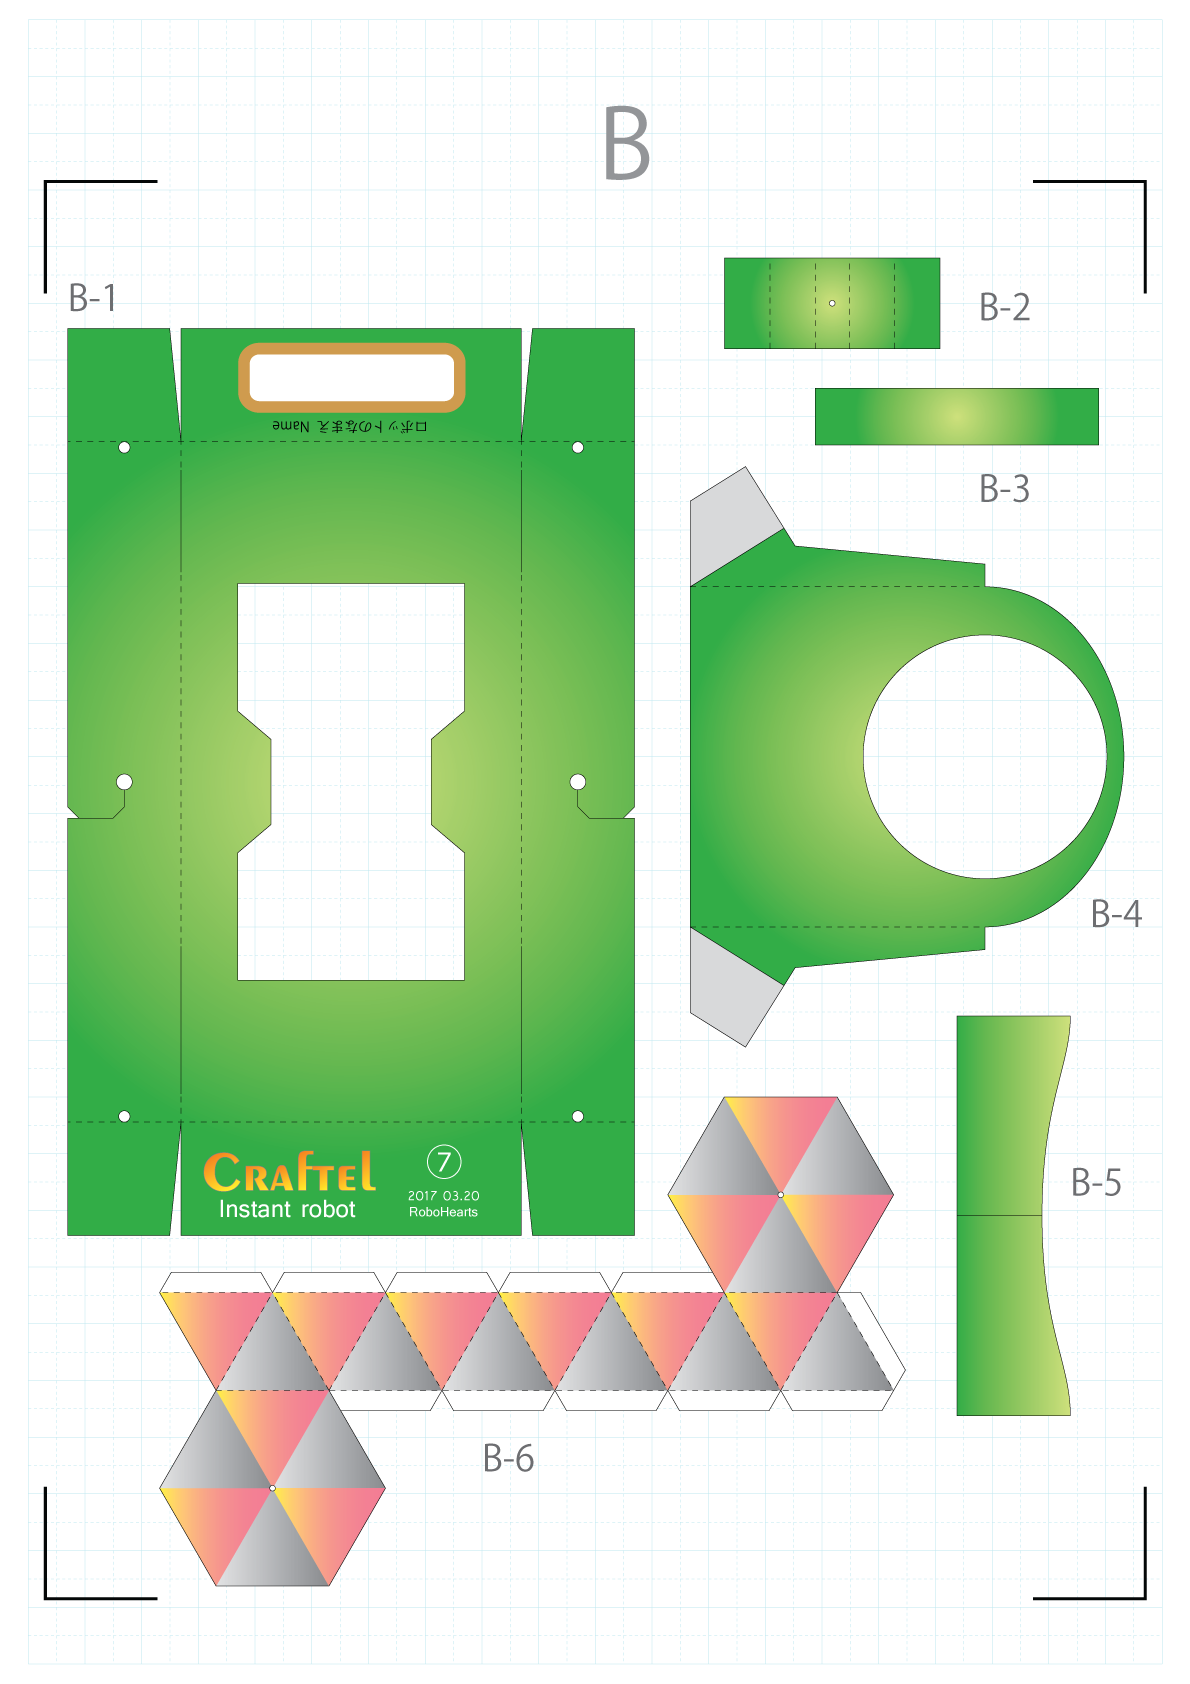 B
B-1
B-2
B-3
ロボットのなまえ Name
B-4
CRAFTEL
Instant robot
7
2017 03.20
RoboHearts
B-5
B-6